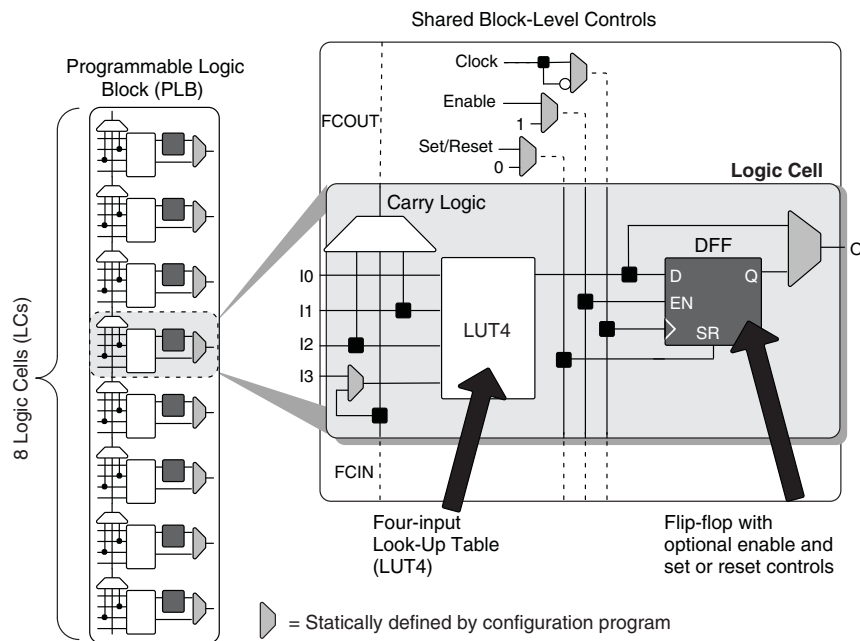 Shared Block-Level Controls
Programmable Logic
Block (PLB)
8 Logic Cells (LCs)
Clock
Enable
1
FCOUT
Set/Reset
0
Logic Cell
Carry Logic
DFF
O
I0
D
Q
I1
EN
LUT4
I2
SR
I3
FCIN
Four-input
Look-Up Table
(LUT4)
Flip-flop with
optional enable and
set or reset controls
= Statically defined by configuration program